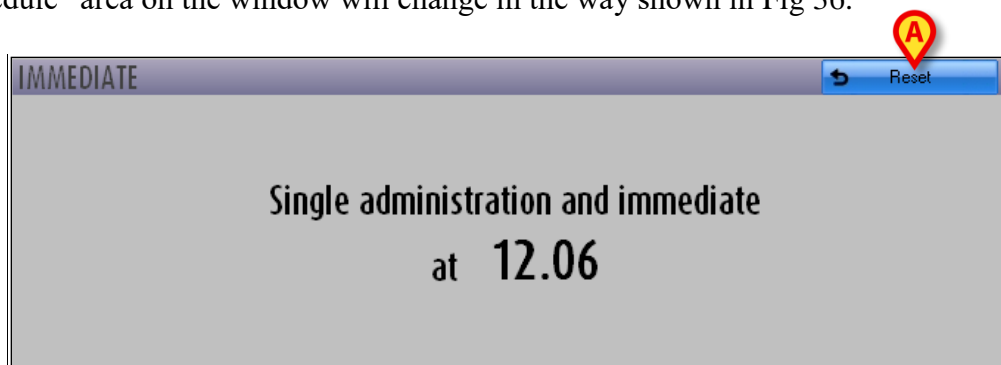 edule" area on the window will change in the way shown in Fig 56.
A
IMMEDIATE
Reset
Single administration and immediate
at 12.06